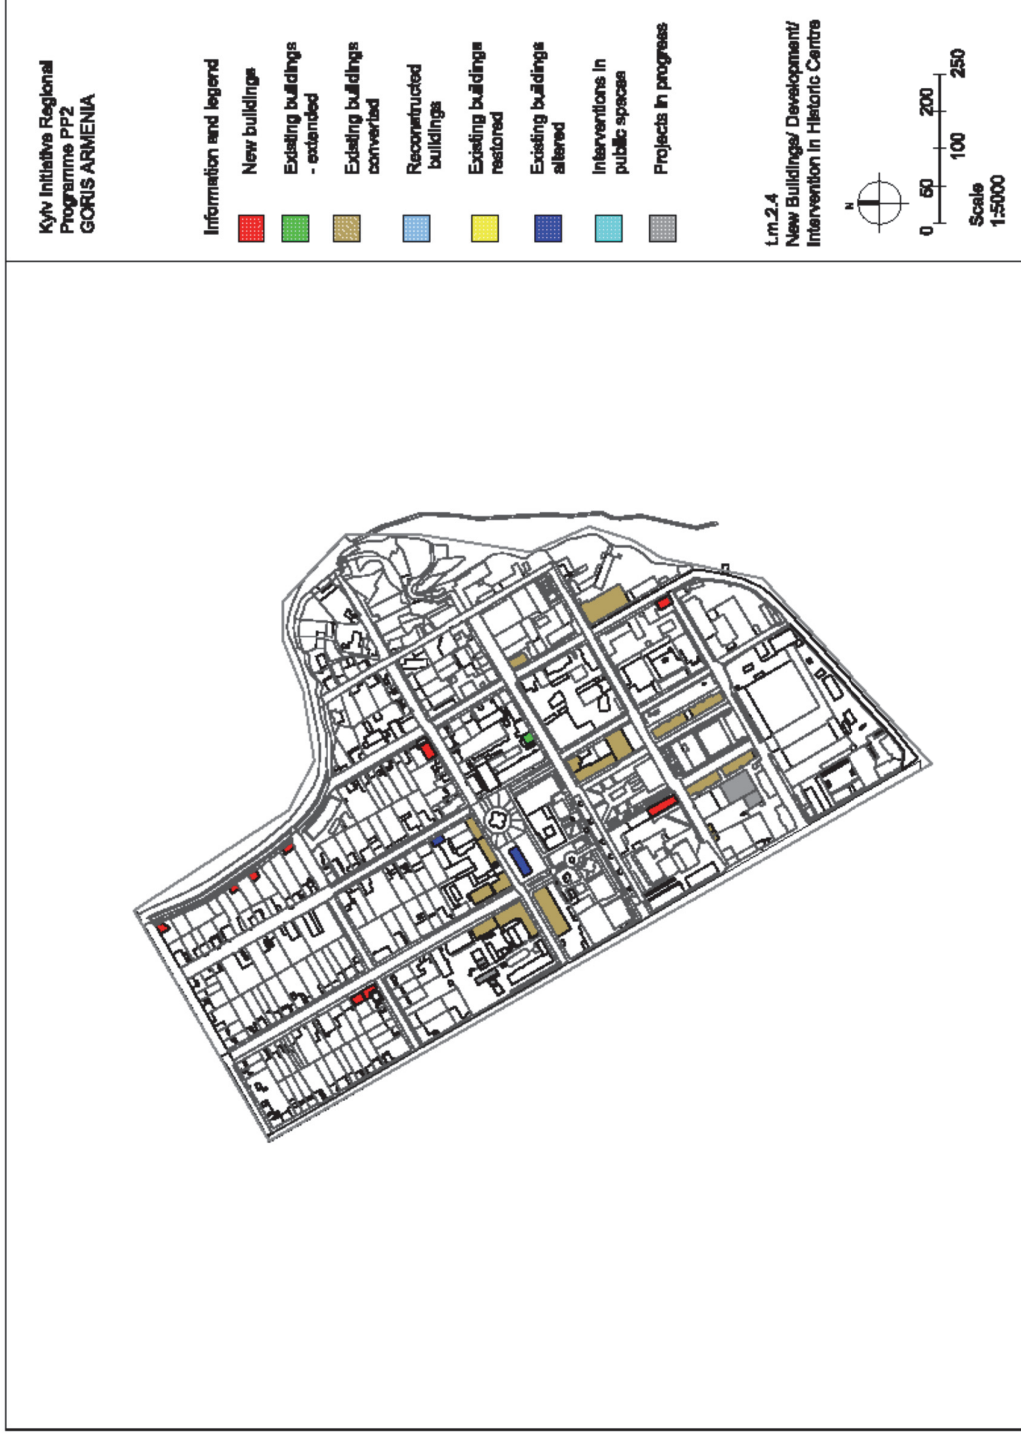 Kyiv Initiative Regional
Programme PP2
GORIS ARMENIA
Information and legend
New buildings
Existing buildings
- extended
Existing buildings
converted
Reconstructed
buildings
Existing buildings
restored
Existing buildings
altered
Interventions in
public spaces
Projects in progress
t.m.2.4
New Buildings/ Development/
Intervention in Historic Centre
N
0 50 100 200 250
Scale
1:5000